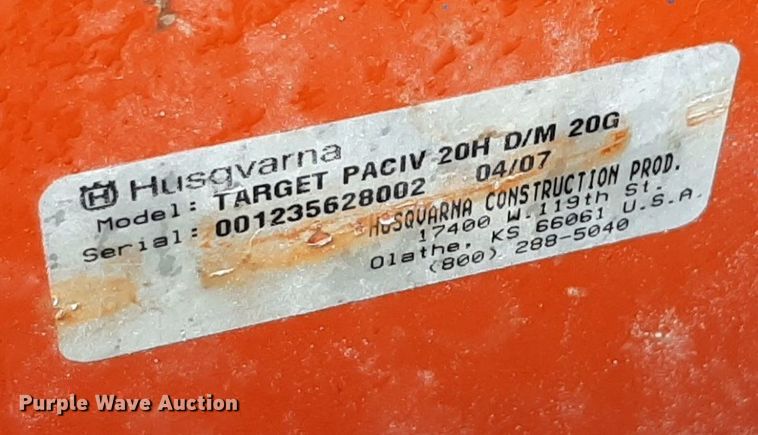 Husqvarna
Model: TARGET PACIV 20H D/M 20G
Serial: 001235628002 04/07
HUSQVARNA CONSTRUCTION PROD.
17400 W.119th St.
Olathe, KS 66061 U.S.A.
(800) 288-5040
Purple Wave Auction